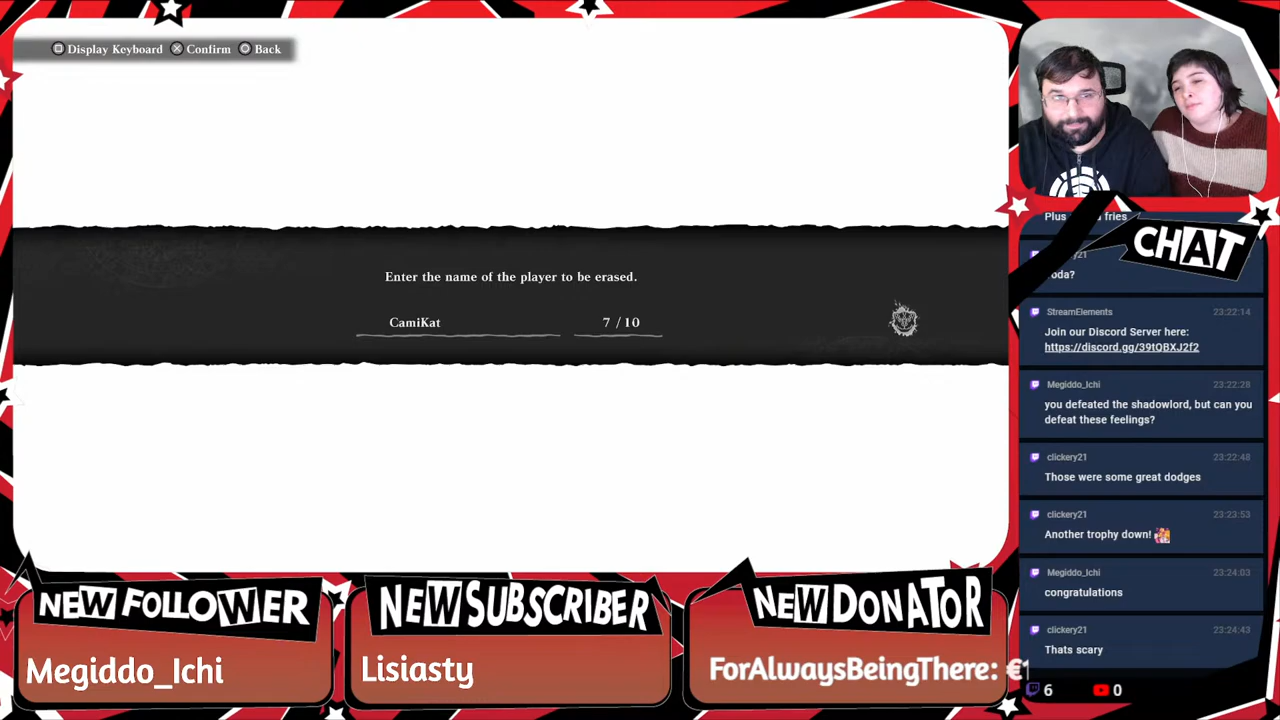 Display Keyboard Confirm Back
Enter the name of the player to be erased.
CamiKat 7 / 10
CHAT
fries
StreamElements 23:22:14
Join our Discord Server here:
https://discord.gg/39tQBXJ2f2
Megiddo_Ichi 23:22:28
you defeated the shadowlord, but can you
defeat these feelings?
clickery21 23:22:48
Those were some great dodges
clickery21 23:23:53
Another trophy down!
Megiddo_Ichi 23:24:03
congratulations
clickery21 23:24:43
Thats scary
6 0
NEW FOLLOWER
Megiddo_Ichi
NEW SUBSCRIBER
Lisiasty
NEW DONATOR
ForAlwaysBeingThere: €1